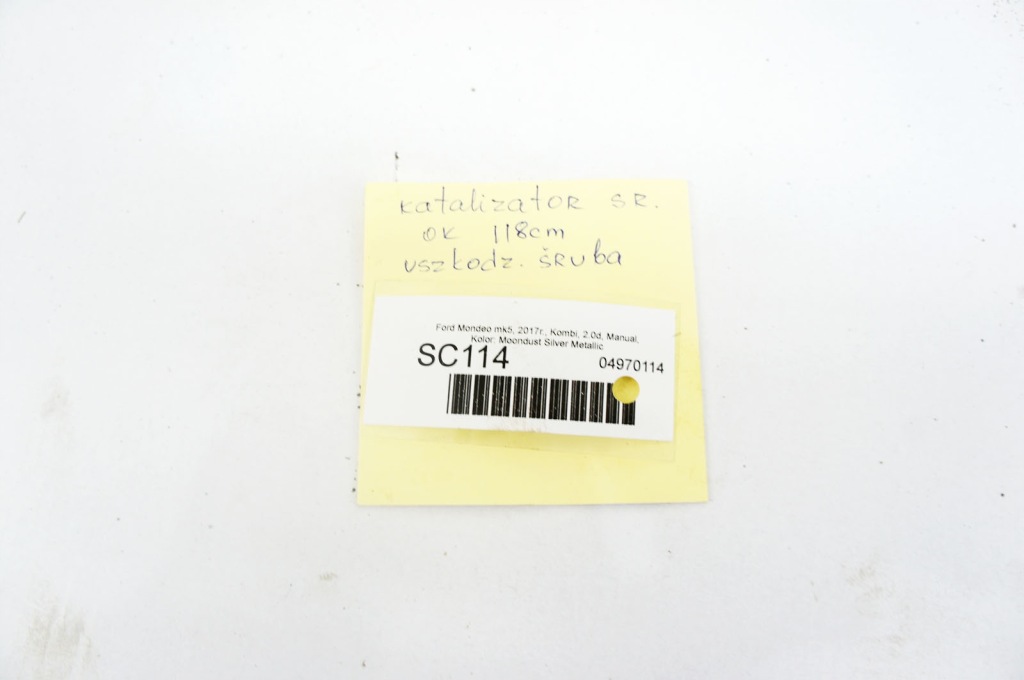 katalizator ŚR.
OK 118cm
uszkodz. śruba
Ford Mondeo mk5, 2017r., Kombi, 2.0d, Manual,
Kolor: Moondust Silver Metallic
SC114 04970114